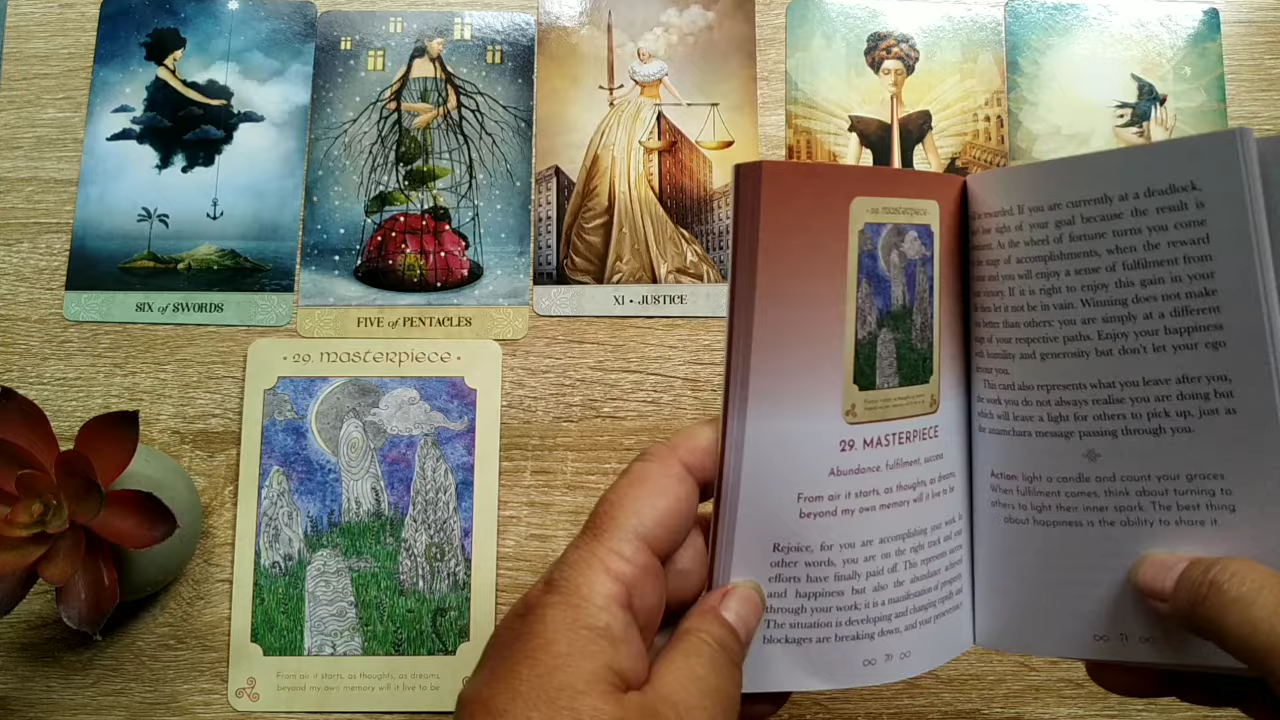 SIX of SWORDS
FIVE of PENTACLES
XI • JUSTICE
• 29. MASTERPIECE •
From air it starts, as thoughts, as dreams,
beyond my own memory will it live to be
• 29. MASTERPIECE •
29. MASTERPIECE
Abundance, fulfilment, success
From air it starts, as thoughts, as dreams,
beyond my own memory will it live to be
Rejoice, for you are accomplishing your work. In
other words, you are on the right track and your
efforts have finally paid off. This represents success
and happiness but also the abundance achieved
through your work; it is a manifestation of prosperity.
The situation is developing and changing rapidly and
blockages are breaking down, and your perseverance
70
rewarded. If you are currently at a deadlock,
lose sight of your goal because the result is
As the wheel of fortune turns you come
stage of accomplishments, when the reward
and you will enjoy a sense of fulfilment from
victory. If it is right to enjoy this gain in your
then let it not be in vain. Winning does not make
better than others: you are simply at a different
stage of your respective paths. Enjoy your happiness
with humility and generosity but don't let your ego
you.
This card also represents what you leave after you,
the work you do not always realise you are doing but
which will leave a light for others to pick up, just as
the anamchara message passing through you.
Action: light a candle and count your graces.
When fulfilment comes, think about turning to
others to light their inner spark. The best thing
about happiness is the ability to share it.
71